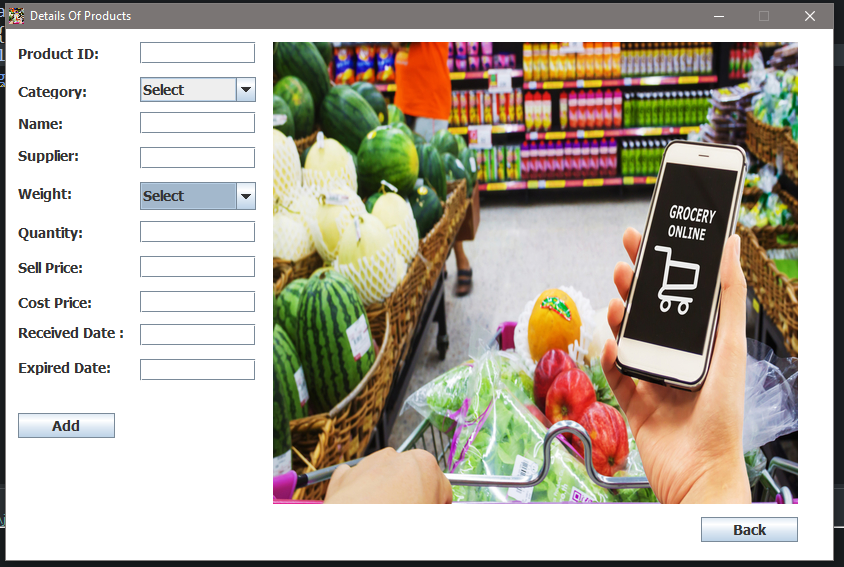 Details Of Products
Product ID:
Category:
Select
Name:
Supplier:
Weight:
Select
Quantity:
Sell Price:
Cost Price:
Received Date :
Expired Date:
Add
GROCERY
ONLINE
Back